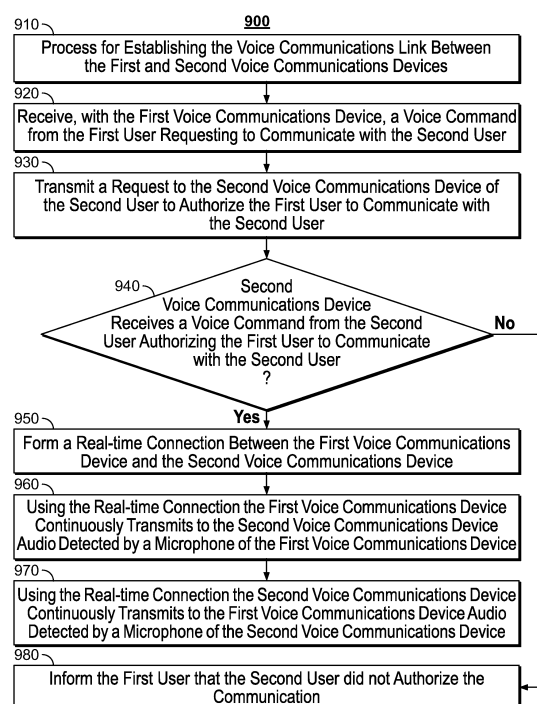 900
910
Process for Establishing the Voice Communications Link Between
the First and Second Voice Communications Devices
920
Receive, with the First Voice Communications Device, a Voice Command
from the First User Requesting to Communicate with the Second User
930
Transmit a Request to the Second Voice Communications Device of
the Second User to Authorize the First User to Communicate with
the Second User
940
Second
Voice Communications Device
Receives a Voice Command from the Second
User Authorizing the First User to Communicate
with the Second User
?
No
Yes
950
Form a Real-time Connection Between the First Voice Communications
Device and the Second Voice Communications Device
960
Using the Real-time Connection the First Voice Communications Device
Continuously Transmits to the Second Voice Communications Device
Audio Detected by a Microphone of the First Voice Communications Device
970
Using the Real-time Connection the Second Voice Communications Device
Continuously Transmits to the First Voice Communications Device Audio
Detected by a Microphone of the Second Voice Communications Device
980
Inform the First User that the Second User did not Authorize the
Communication